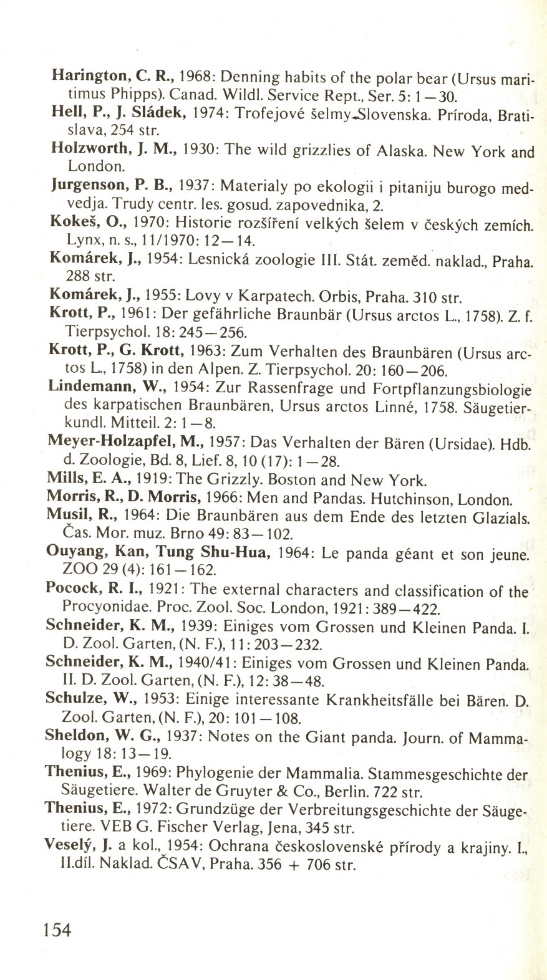 Harington, C. R., 1968: Denning habits of the polar bear (Ursus mari-
timus Phipps). Canad. Wildl. Service Rept., Ser. 5: 1—30.
Hell, P., J. Sládek, 1974: Trofejové šelmy Slovenska. Príroda, Brati-
slava, 254 str.
Holzworth, J. M., 1930: The wild grizzlies of Alaska. New York and
London.
Jurgenson, P. B., 1937: Materialy po ekologii i pitaniju burogo med-
vedja. Trudy centr. les. gosud. zapovednika, 2.
Kokeš, O., 1970: Historie rozšíření velkých šelem v českých zemích.
Lynx, n. s., 11/1970: 12—14.
Komárek, J., 1954: Lesnická zoologie III. Stát. zeměd. naklad., Praha.
288 str.
Komárek, J., 1955: Lovy v Karpatech. Orbis, Praha. 310 str.
Krott, P., 1961: Der gefährliche Braunbär (Ursus arctos L., 1758). Z. f.
Tierpsychol. 18: 245—256.
Krott, P., G. Krott, 1963: Zum Verhalten des Braunbären (Ursus arc-
tos L., 1758) in den Alpen. Z. Tierpsychol. 20: 160—206.
Lindemann, W., 1954: Zur Rassenfrage und Fortpflanzungsbiologie
des karpatischen Braunbären, Ursus arctos Linné, 1758. Säugetier-
kundl. Mitteil. 2: 1—8.
Meyer-Holzapfel, M., 1957: Das Verhalten der Bären (Ursidae). Hdb.
d. Zoologie, Bd. 8, Lief. 8, 10 (17): 1—28.
Mills, E. A., 1919: The Grizzly. Boston and New York.
Morris, R., D. Morris, 1966: Men and Pandas. Hutchinson, London.
Musil, R., 1964: Die Braunbären aus dem Ende des letzten Glazials.
Čas. Mor. muz. Brno 49: 83—102.
Ouyang, Kan, Tung Shu-Hua, 1964: Le panda géant et son jeune.
ZOO 29 (4): 161—162.
Pocock, R. I., 1921: The external characters and classification of the
Procyonidae. Proc. Zool. Soc. London, 1921: 389—422.
Schneider, K. M., 1939: Einiges vom Grossen und Kleinen Panda. I.
D. Zool. Garten, (N. F.), 11: 203—232.
Schneider, K. M., 1940/41: Einiges vom Grossen und Kleinen Panda.
II. D. Zool. Garten, (N. F.), 12: 38—48.
Schulze, W., 1953: Einige interessante Krankheitsfälle bei Bären. D.
Zool. Garten, (N. F.), 20: 101—108.
Sheldon, W. G., 1937: Notes on the Giant panda. Journ. of Mamma-
logy 18: 13—19.
Thenius, E., 1969: Phylogenie der Mammalia. Stammesgeschichte der
Säugetiere. Walter de Gruyter & Co., Berlin. 722 str.
Thenius, E., 1972: Grundzüge der Verbreitungsgeschichte der Säuge-
tiere. VEB G. Fischer Verlag, Jena, 345 str.
Veselý, J. a kol., 1954: Ochrana československé přírody a krajiny. I.,
II.díl. Naklad. ČSAV, Praha. 356 + 706 str.
154